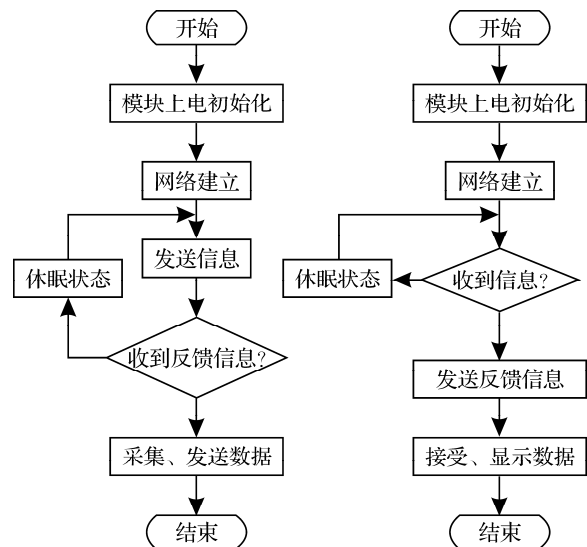 开始
模块上电初始化
网络建立
发送信息
休眠状态
收到反馈信息?
采集、发送数据
结束
开始
模块上电初始化
网络建立
休眠状态
收到信息?
发送反馈信息
接受、显示数据
结束